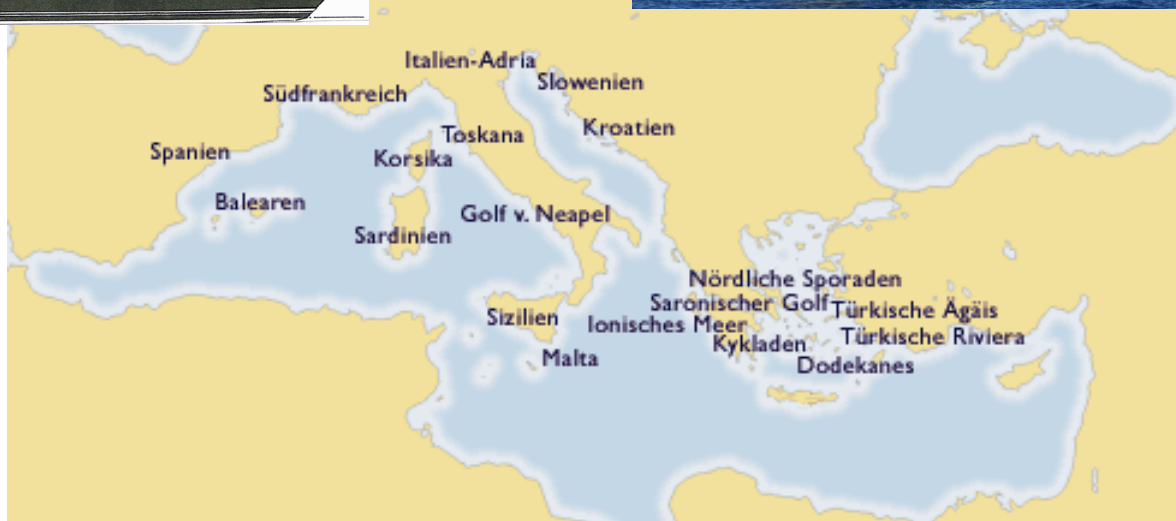 Italien-Adria
Slowenien
Südfrankreich
Kroatien
Toskana
Spanien
Korsika
Balearen
Golf v. Neapel
Sardinien
Nördliche Sporaden
Saronischer Golf
Türkische Ägäis
Sizilien
Ionisches Meer
Türkische Riviera
Kykladen
Malta
Dodekanes